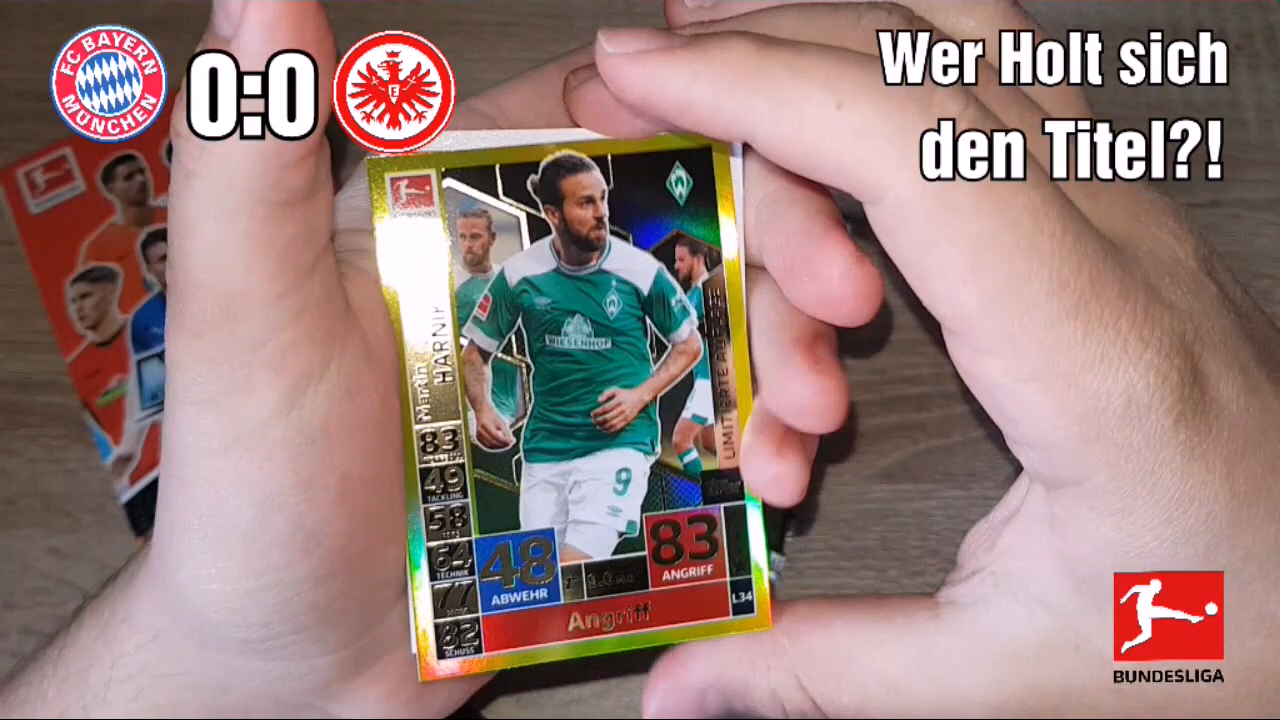 FC BAYERN
MÜNCHEN
0:0
Wer Holt sich
den Titel?!
Martin
HARNIK
LIMITIERTE AUFLAGE
WIESENHOF
9
83
49
TACKLING
58
64
TECHNIK
77
82
SCHUSS
48
ABWEHR
83
ANGRIFF
L34
Angriff
BUNDESLIGA